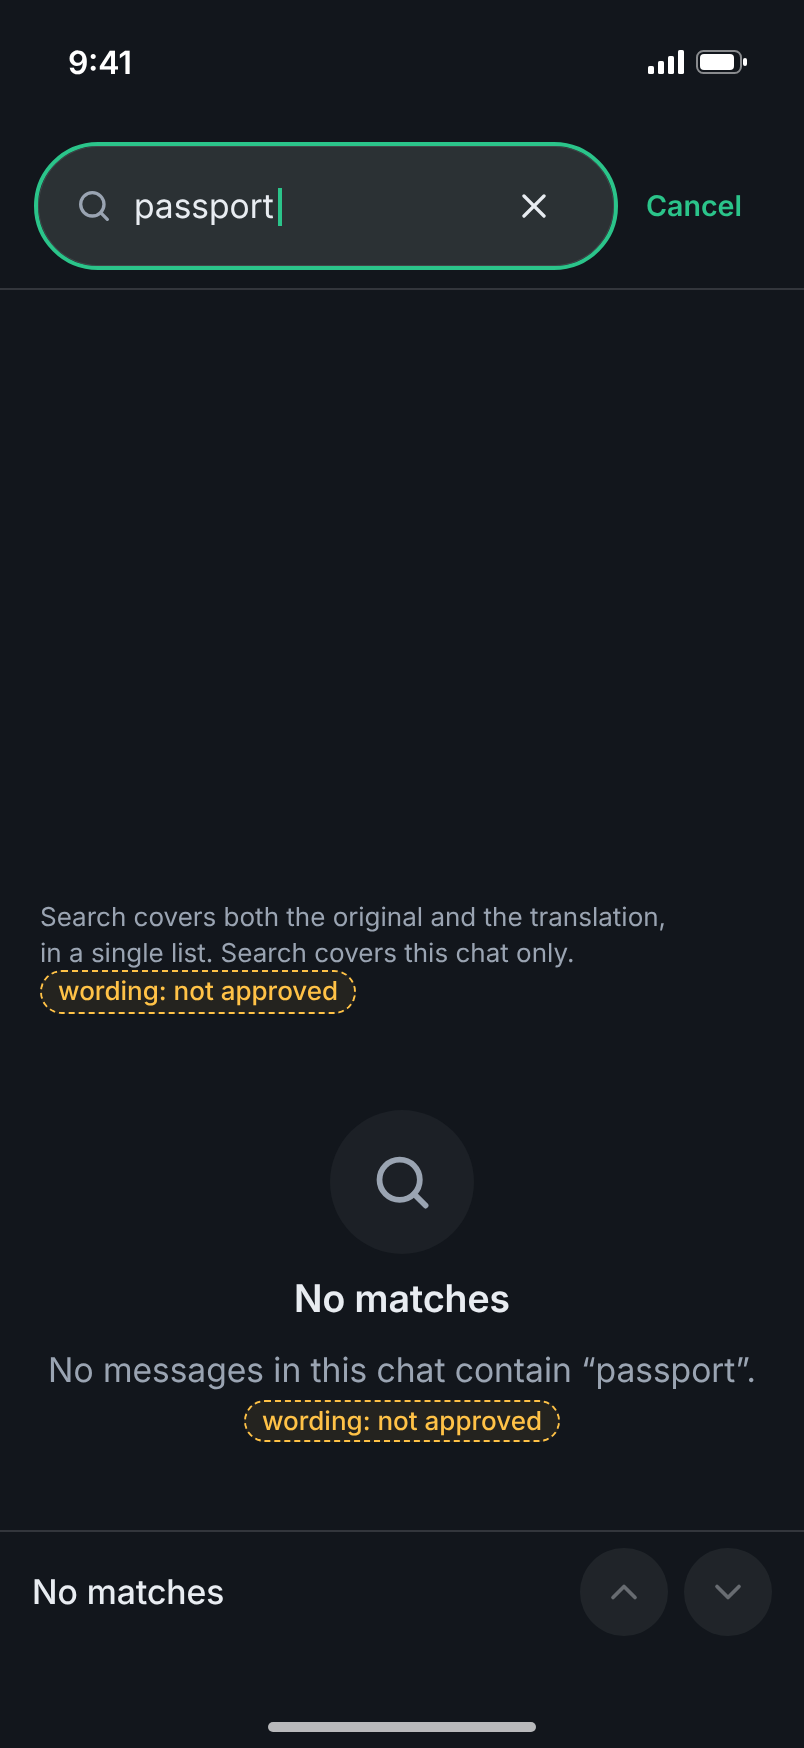 9:41
passport
Cancel
Search covers both the original and the translation,
in a single list. Search covers this chat only.
wording: not approved
No matches
No messages in this chat contain “passport”.
wording: not approved
No matches